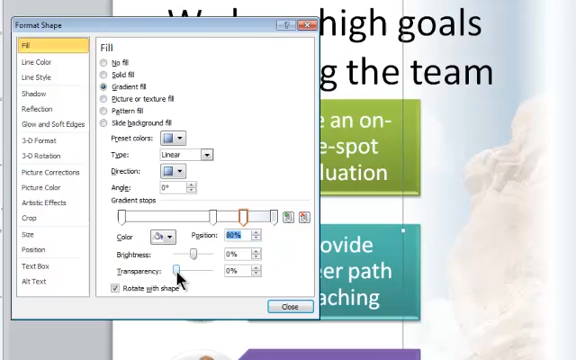 Format Shape
Fill
Line Color
Line Style
Shadow
Reflection
Glow and Soft Edges
3-D Format
3-D Rotation
Picture Corrections
Picture Color
Artistic Effects
Crop
Size
Position
Text Box
Alt Text
Fill
No fill
Solid fill
Gradient fill
Picture or texture fill
Pattern fill
Slide background fill
Preset colors:
Type: Linear
Direction:
Angle: 0°
Gradient stops
Color Position: 80%
Brightness: 0%
Transparency: 0%
Rotate with shape
Close
high goals
g the team
e an on-
e-spot
luation
ovide
er path
aching